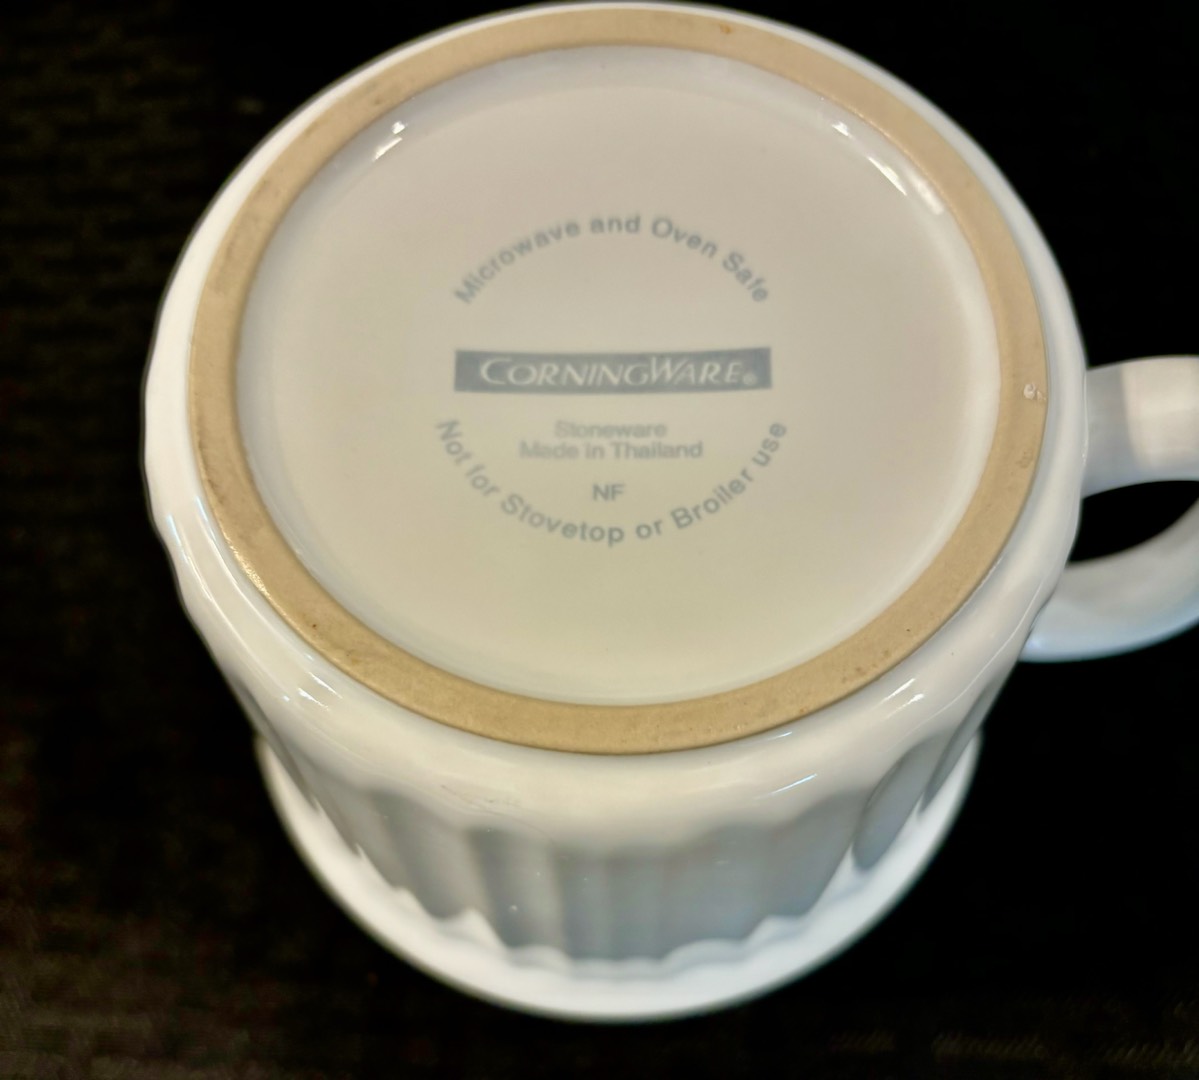 Microwave and Oven Safe
CORNINGWARE®
Stoneware
Made in Thailand
NF
Not for Stovetop or Broiler use